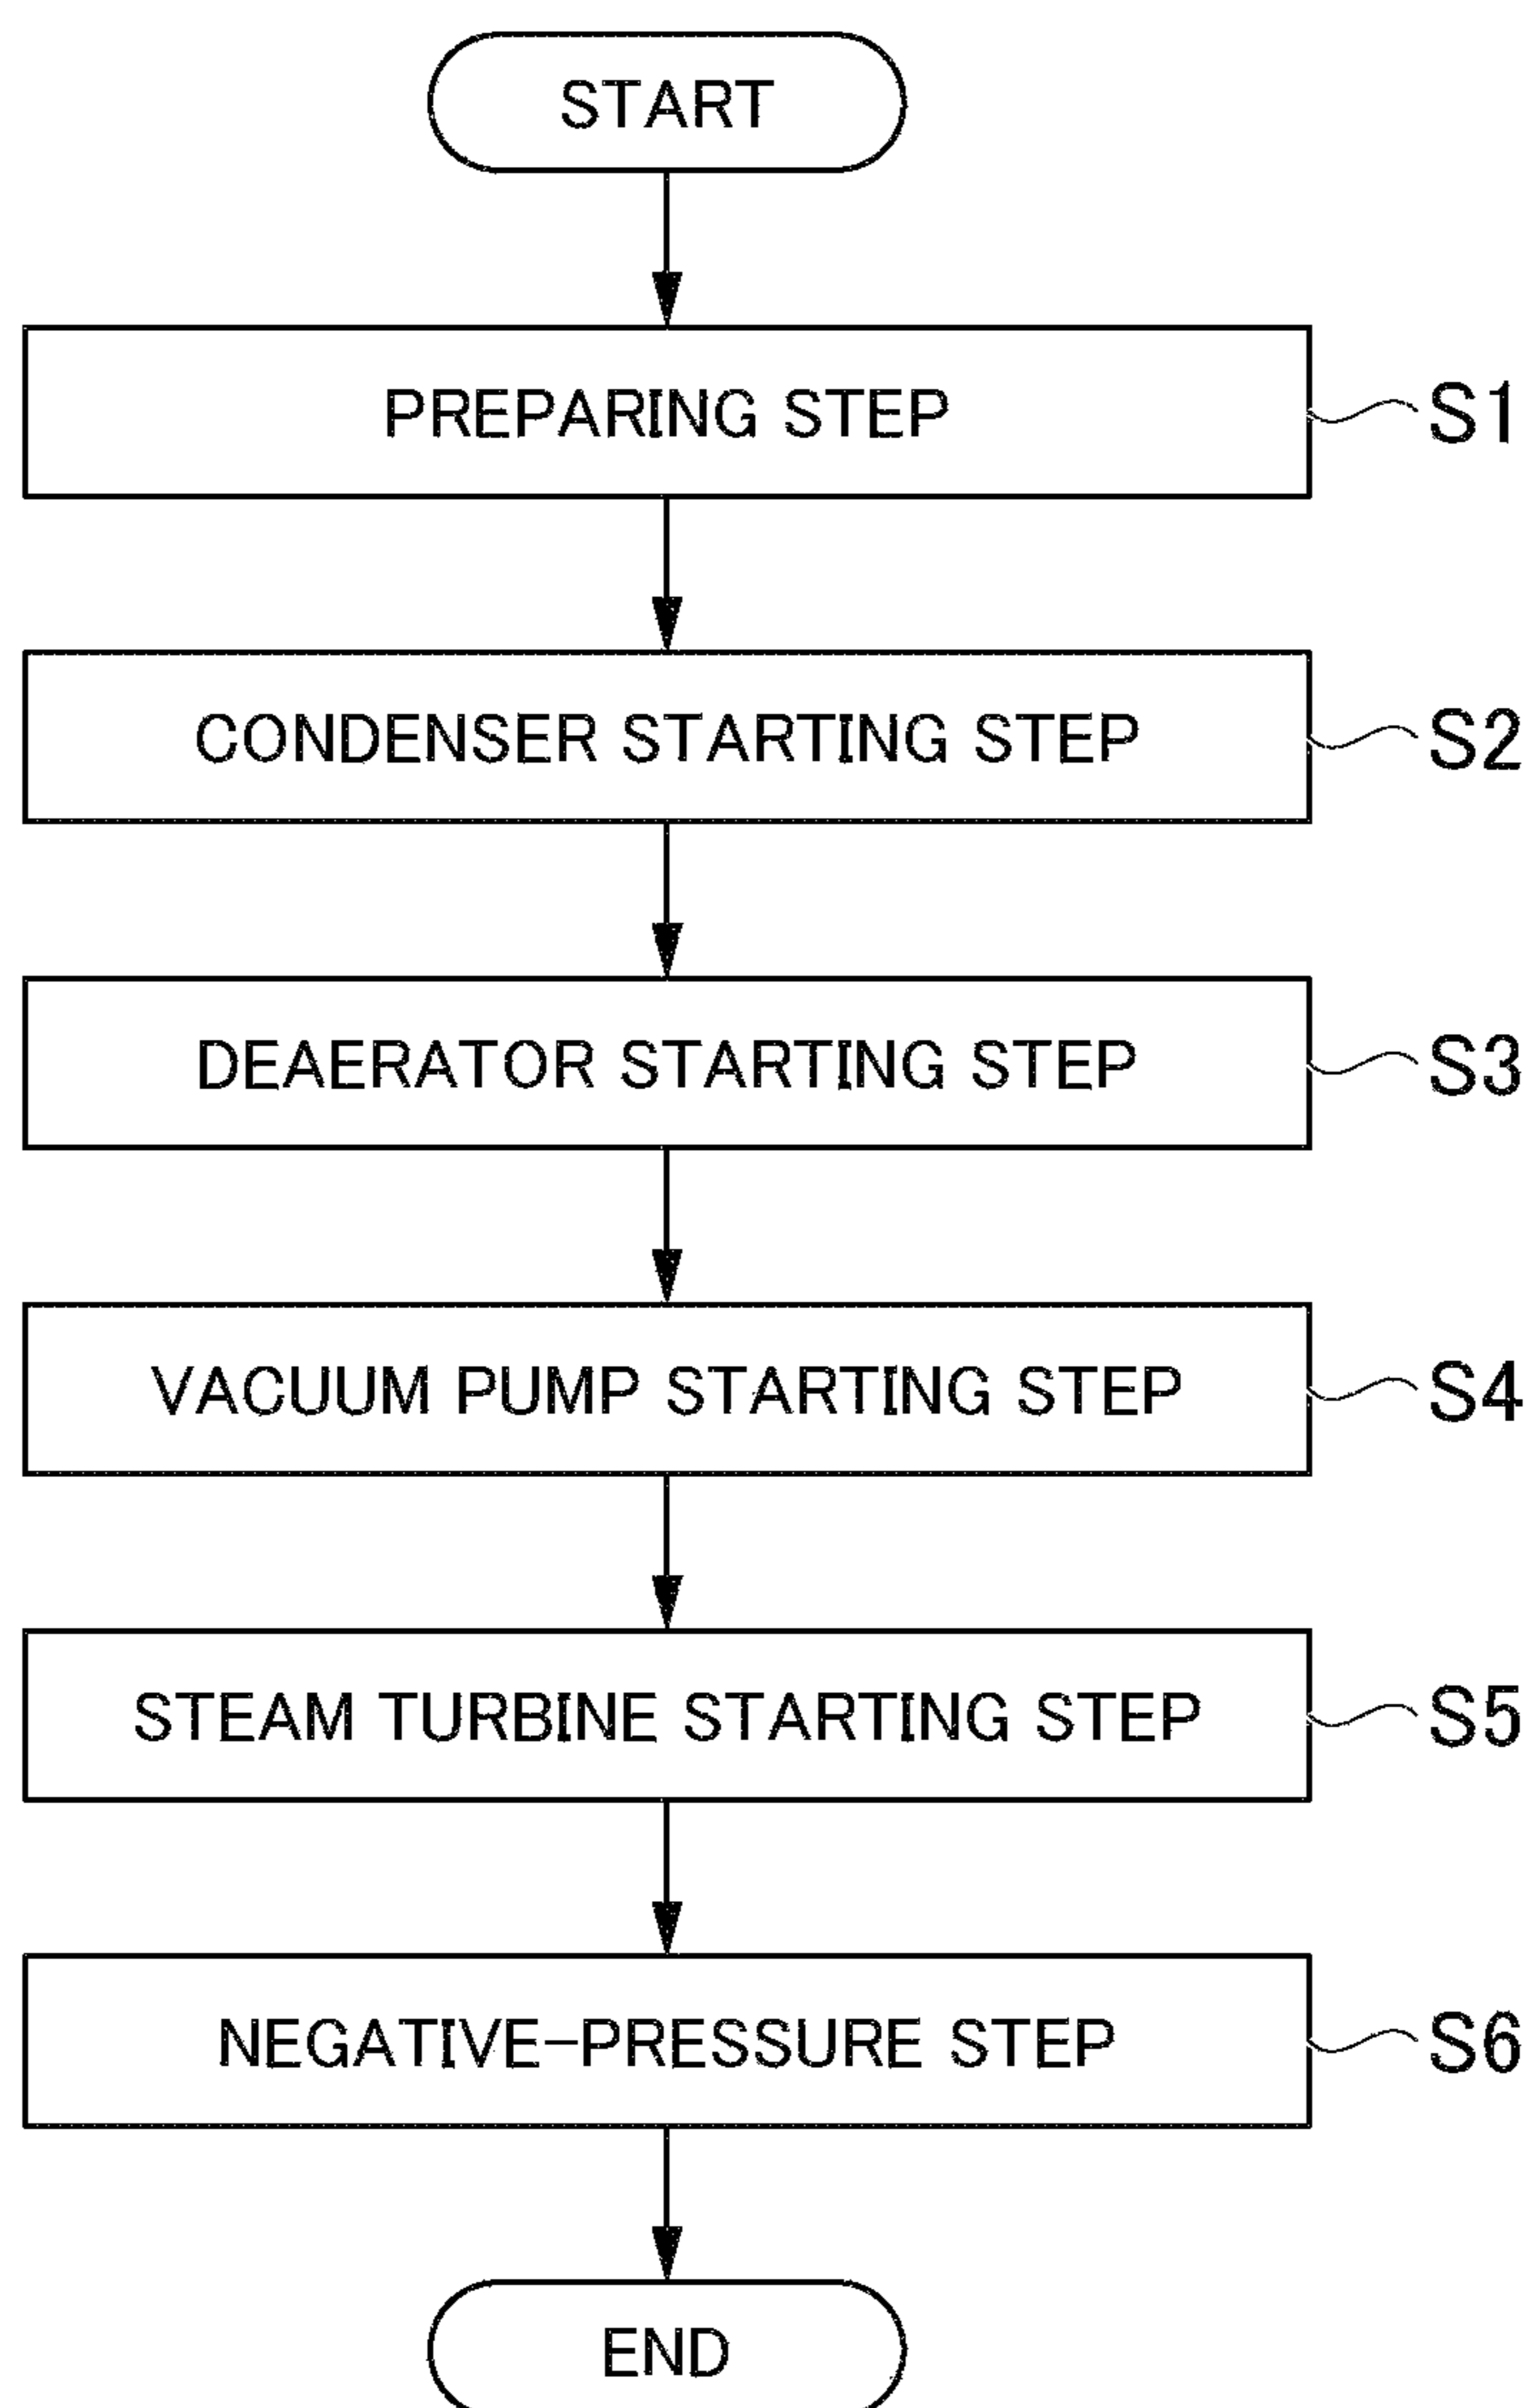 START
PREPARING STEP S1
CONDENSER STARTING STEP S2
DEAERATOR STARTING STEP S3
VACUUM PUMP STARTING STEP S4
STEAM TURBINE STARTING STEP S5
NEGATIVE-PRESSURE STEP S6
END